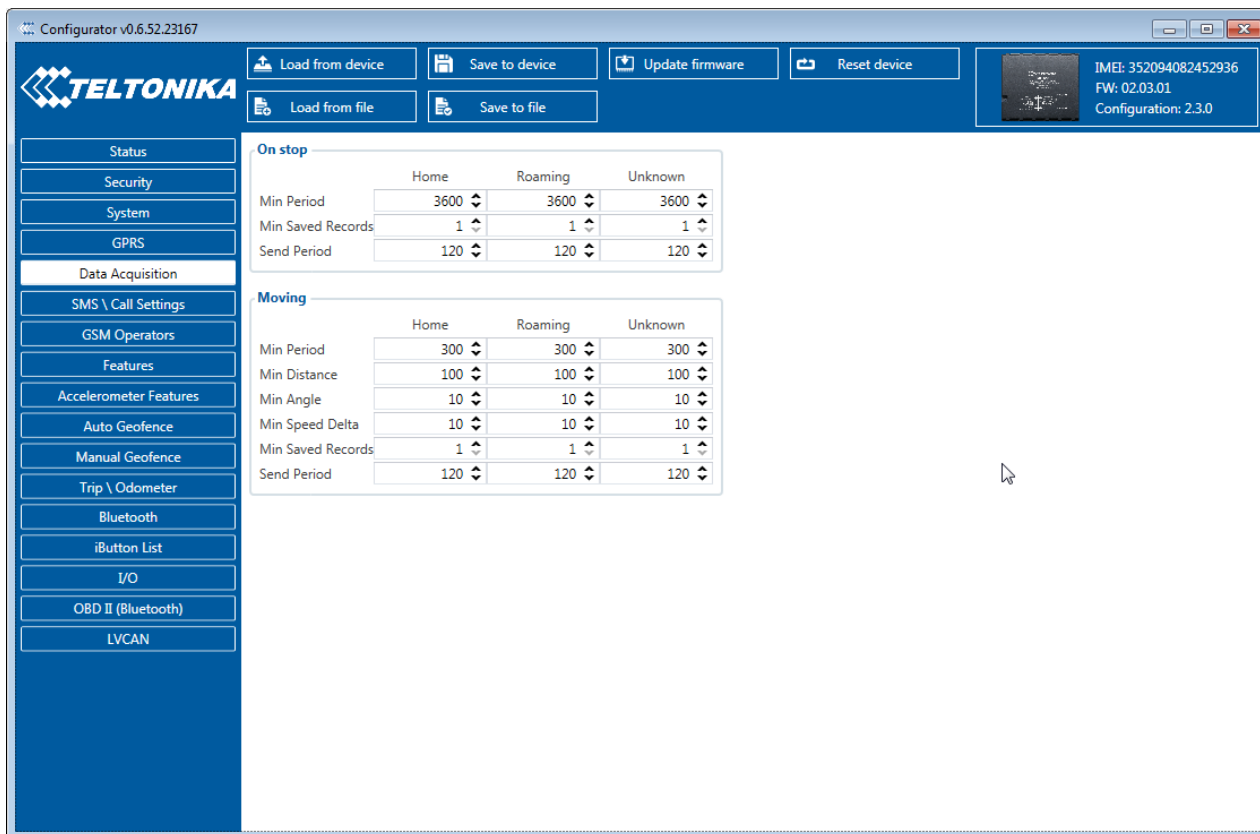 Configurator v0.6.52.23167
TELTONIKA
Load from device
Save to device
Update firmware
Reset device
Load from file
Save to file
IMEI: 352094082452936
FW: 02.03.01
Configuration: 2.3.0
Status
Security
System
GPRS
Data Acquisition
SMS \ Call Settings
GSM Operators
Features
Accelerometer Features
Auto Geofence
Manual Geofence
Trip \ Odometer
Bluetooth
iButton List
I/O
OBD II (Bluetooth)
LVCAN
On stop
Home Roaming Unknown
Min Period 3600 3600 3600
Min Saved Records 1 1 1
Send Period 120 120 120
Moving
Home Roaming Unknown
Min Period 300 300 300
Min Distance 100 100 100
Min Angle 10 10 10
Min Speed Delta 10 10 10
Min Saved Records 1 1 1
Send Period 120 120 120